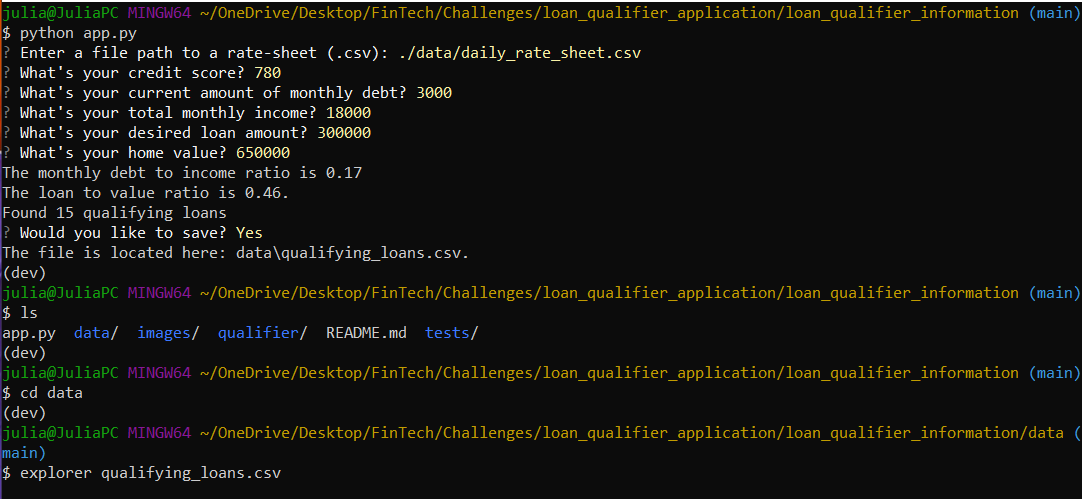 julia@JuliaPC MINGW64 ~/OneDrive/Desktop/FinTech/Challenges/loan_qualifier_application/loan_qualifier_information (main)
$ python app.py
? Enter a file path to a rate-sheet (.csv): ./data/daily_rate_sheet.csv
? What's your credit score? 780
? What's your current amount of monthly debt? 3000
? What's your total monthly income? 18000
? What's your desired loan amount? 300000
? What's your home value? 650000
The monthly debt to income ratio is 0.17
The loan to value ratio is 0.46.
Found 15 qualifying loans
? Would you like to save? Yes
The file is located here: data\qualifying_loans.csv.
(dev)
julia@JuliaPC MINGW64 ~/OneDrive/Desktop/FinTech/Challenges/loan_qualifier_application/loan_qualifier_information (main)
$ ls
app.py  data/  images/  qualifier/  README.md  tests/
(dev)
julia@JuliaPC MINGW64 ~/OneDrive/Desktop/FinTech/Challenges/loan_qualifier_application/loan_qualifier_information (main)
$ cd data
(dev)
julia@JuliaPC MINGW64 ~/OneDrive/Desktop/FinTech/Challenges/loan_qualifier_application/loan_qualifier_information/data (
main)
$ explorer qualifying_loans.csv